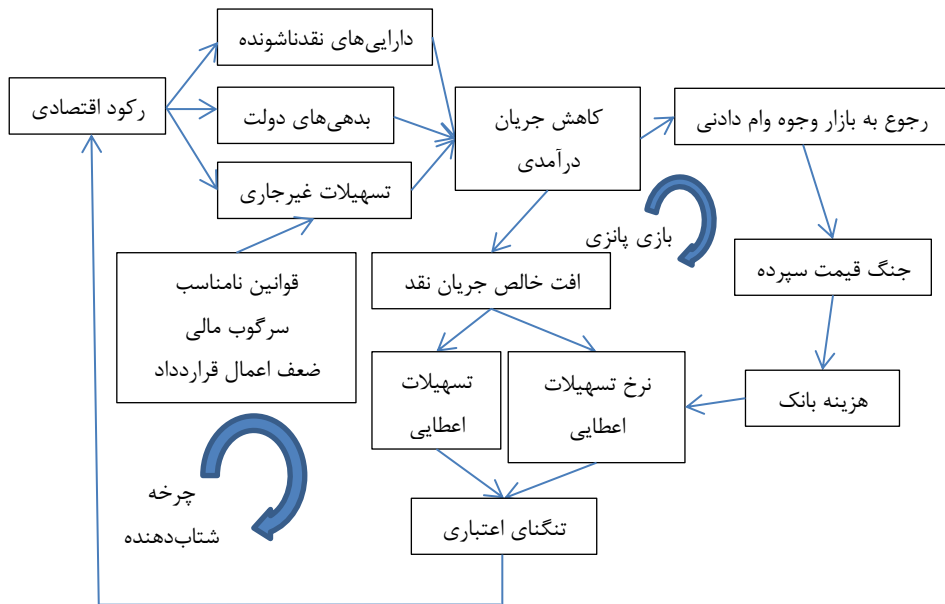 دارایی‌های نقدناشونده
رکود اقتصادی
بدهی‌های دولت
کاهش جریان
درآمدی
رجوع به بازار وجوه وام دادنی
تسهیلات غیرجاری
بازی پانزی
قوانین نامناسب
سرگوب مالی
ضعف اعمال قراردداد
افت خالص جریان نقد
جنگ قیمت سپرده
تسهیلات
اعطایی
نرخ تسهیلات
اعطایی
هزینه بانک
چرخه
شتاب‌دهنده
تنگنای اعتباری